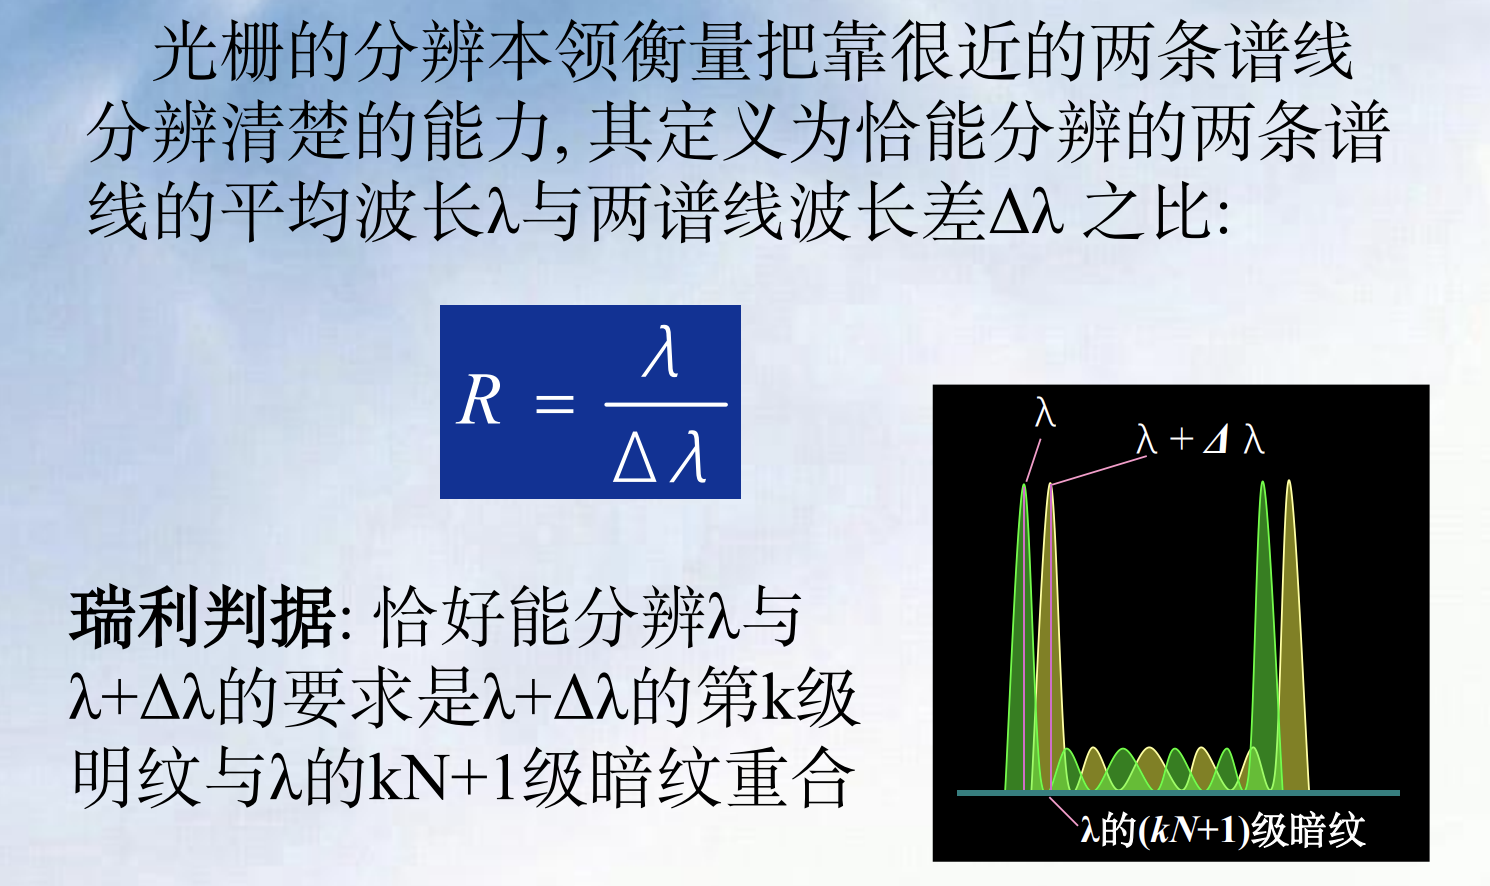 光栅的分辨本领衡量把靠很近的两条谱线
分辨清楚的能力, 其定义为恰能分辨的两条谱
线的平均波长λ与两谱线波长差Δλ 之比:
R = λ / Δλ
λ
λ + Δ λ
瑞利判据: 恰好能分辨λ与
λ+Δλ的要求是λ+Δλ的第k级
明纹与λ的kN+1级暗纹重合
λ的(kN+1)级暗纹